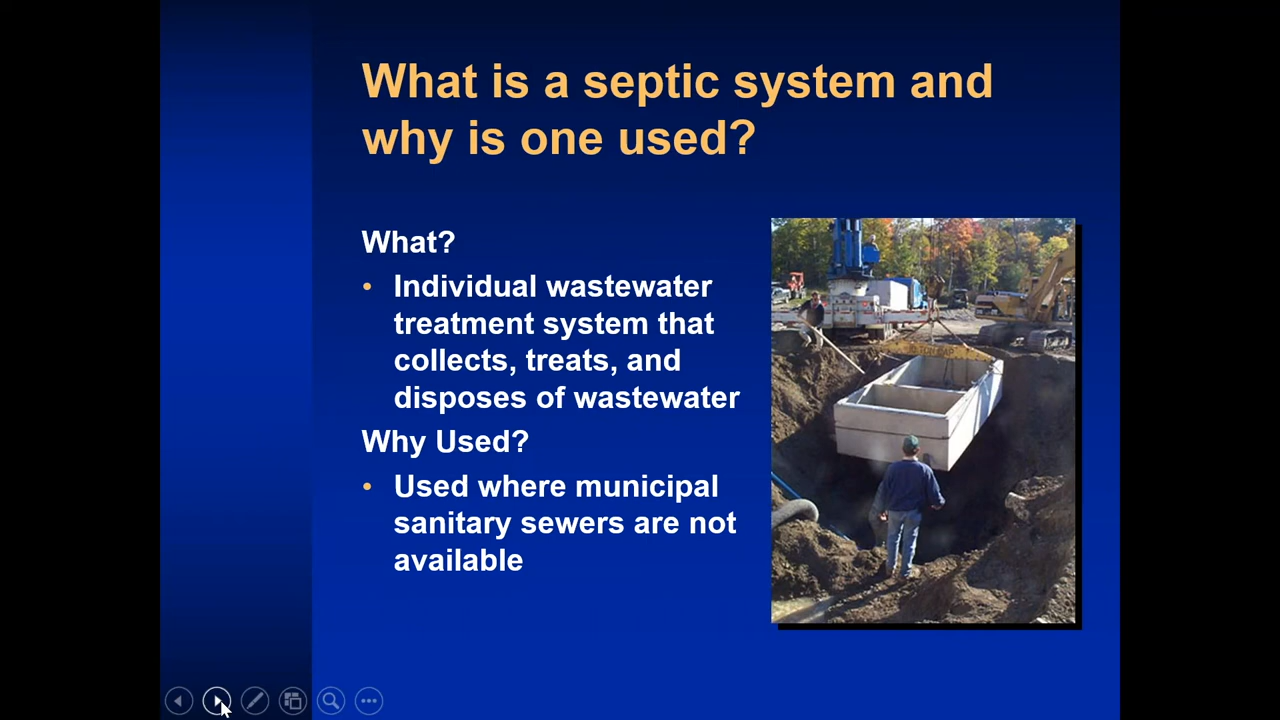 What is a septic system and
why is one used?
What?
• Individual wastewater
treatment system that
collects, treats, and
disposes of wastewater
Why Used?
• Used where municipal
sanitary sewers are not
available